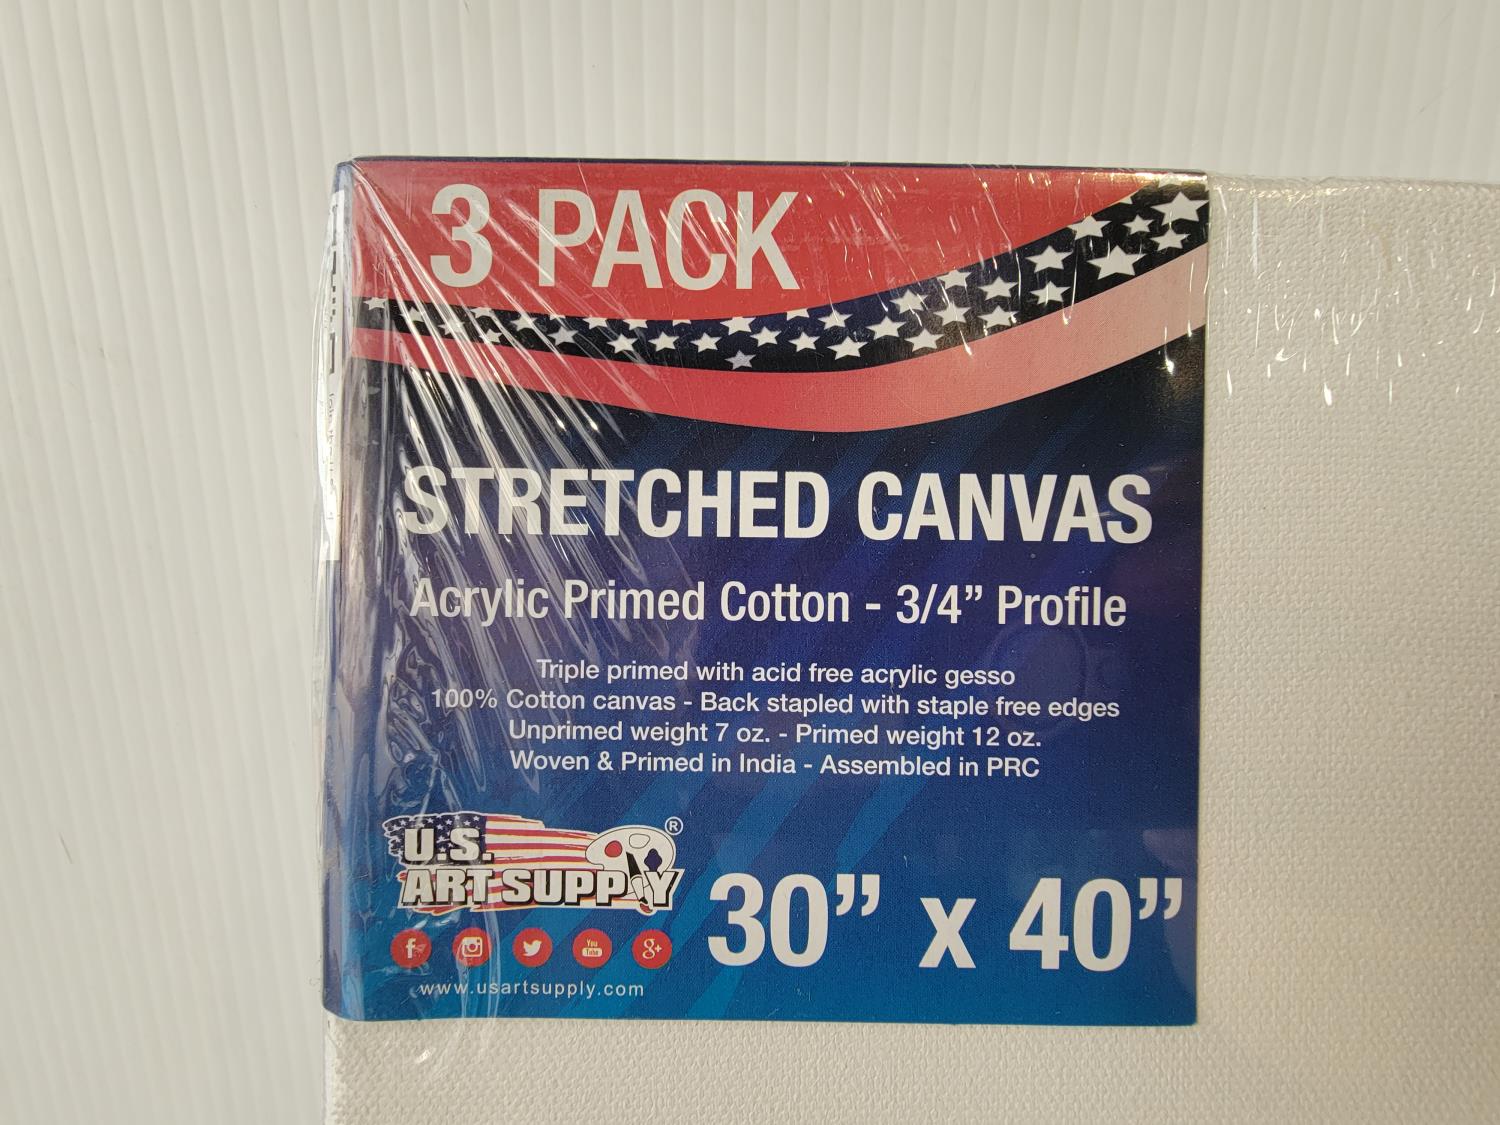 3 PACK
STRETCHED CANVAS
Acrylic Primed Cotton - 3/4” Profile
Triple primed with acid free acrylic gesso
100% Cotton canvas - Back stapled with staple free edges
Unprimed weight 7 oz. - Primed weight 12 oz.
Woven & Primed in India - Assembled in PRC
U.S.
ART SUPPLY
®
30” x 40”
You
Tube
g+
www.usartsupply.com